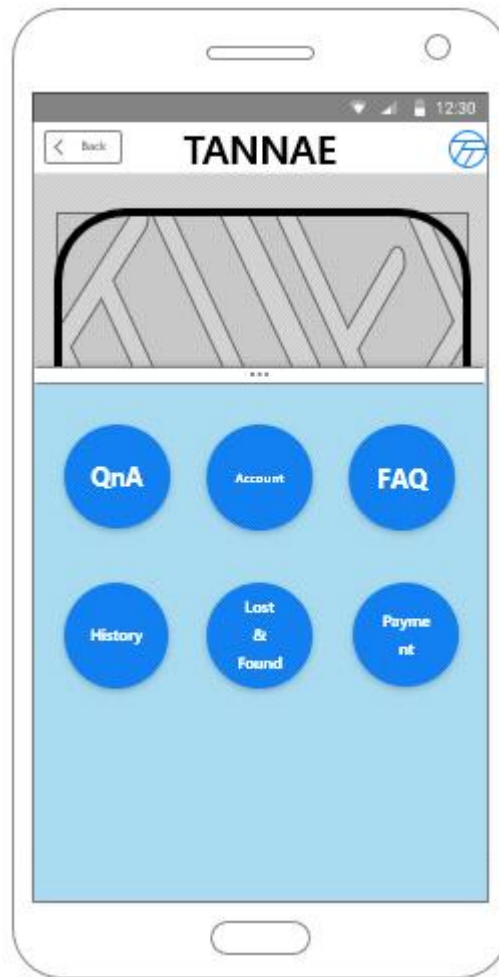 12:30
Back
TANNAE
QnA
Account
FAQ
History
Lost
&
Found
Payme
nt